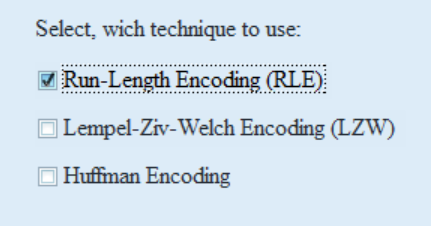 Select, wich technique to use:
Run-Length Encoding (RLE)
Lempel-Ziv-Welch Encoding (LZW)
Huffman Encoding